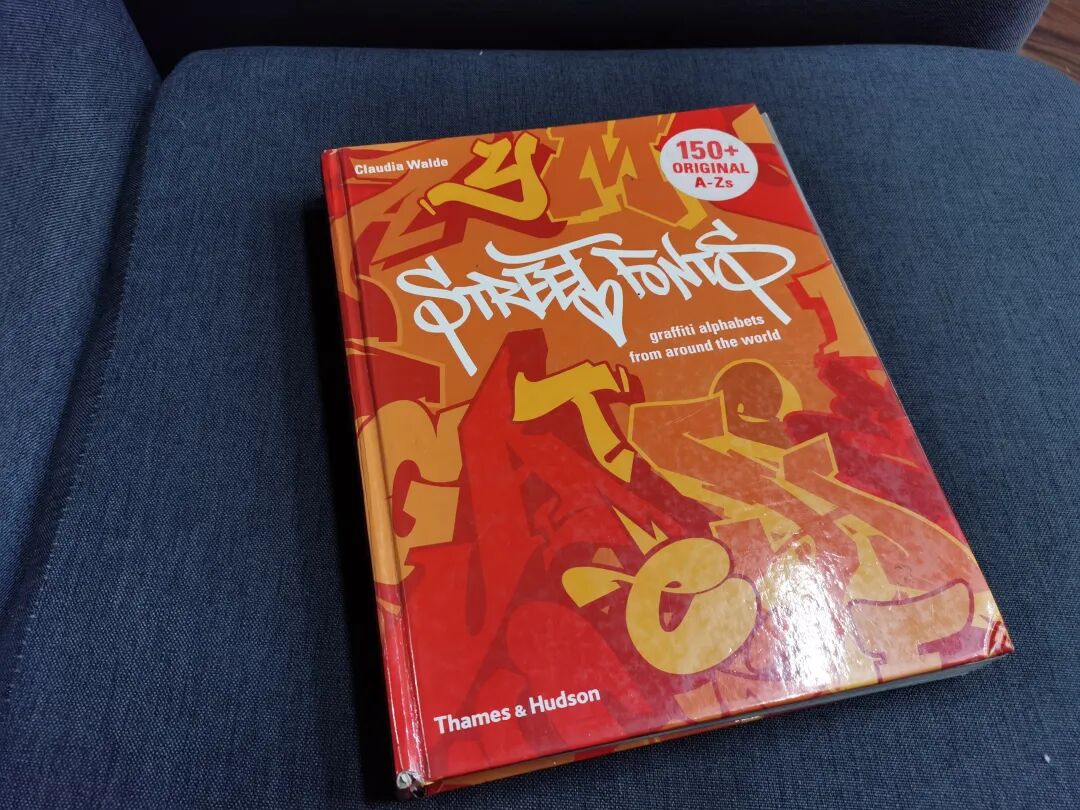 Claudia Walde
150+
ORIGINAL
A-Zs
STREET FONTS
graffiti alphabets
from around the world
Thames & Hudson